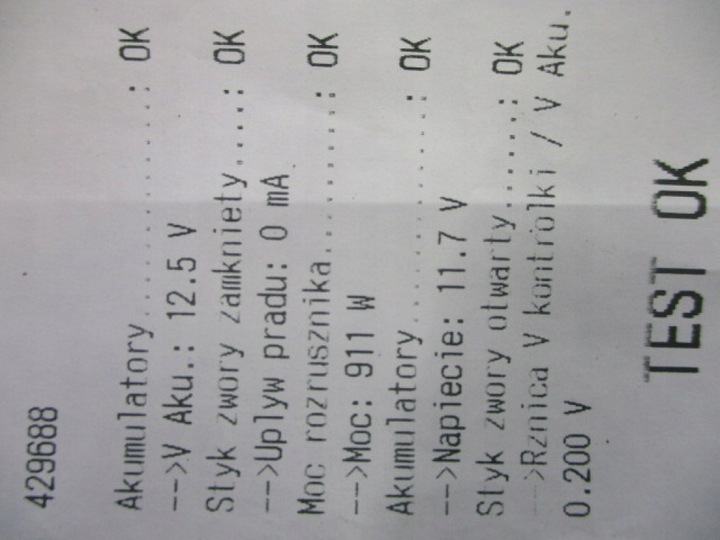 429688
Akumulatory............: OK
-->V Aku.: 12.5 V
Styk zwory zamkniety....: OK
-->Uplyw pradu: 0 mA
Moc rozrusznika..........: OK
-->Moc: 911 W
Akumulatory.............: OK
-->Napiecie: 11.7 V
Styk zwory otwarty......: OK
-->Rznica V kontrolki / V Aku.
0.200 V
TEST OK